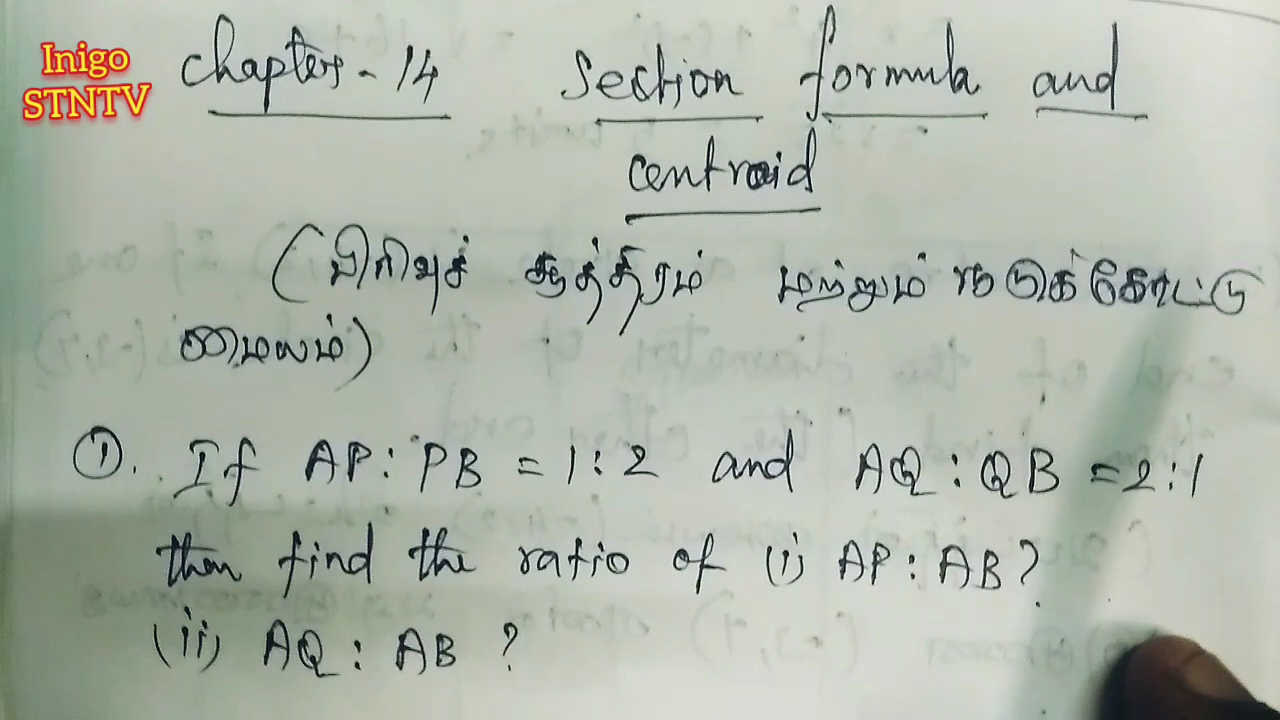 Inigo
STNTV
Chapter - 14 Section formula and
centroid
(பிரிவுச் சூத்திரம் மற்றும் நடுக்கோட்டு
மையம்)
①. If AP : PB = 1 : 2 and AQ : QB = 2 : 1
then find the ratio of (i) AP : AB ?
(ii) AQ : AB ?